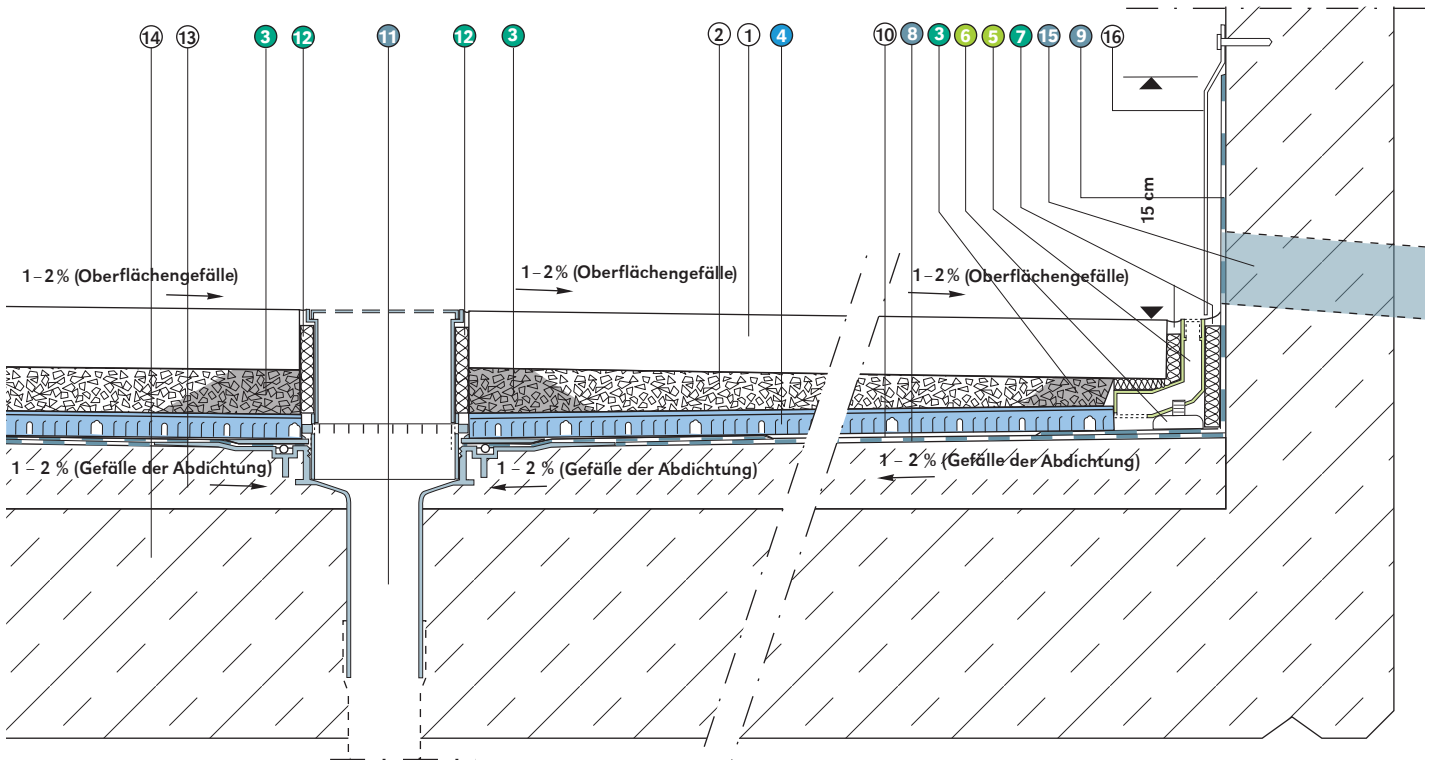 14 13 3 12 11 12 3 2 1 4 10 8 3 6 5 7 15 9 16
15 cm
1–2 % (Oberflächengefälle)
1–2 % (Oberflächengefälle)
1–2 % (Oberflächengefälle)
1 – 2 % (Gefälle der Abdichtung)
1 – 2 % (Gefälle der Abdichtung)
1 – 2 % (Gefälle der Abdichtung)